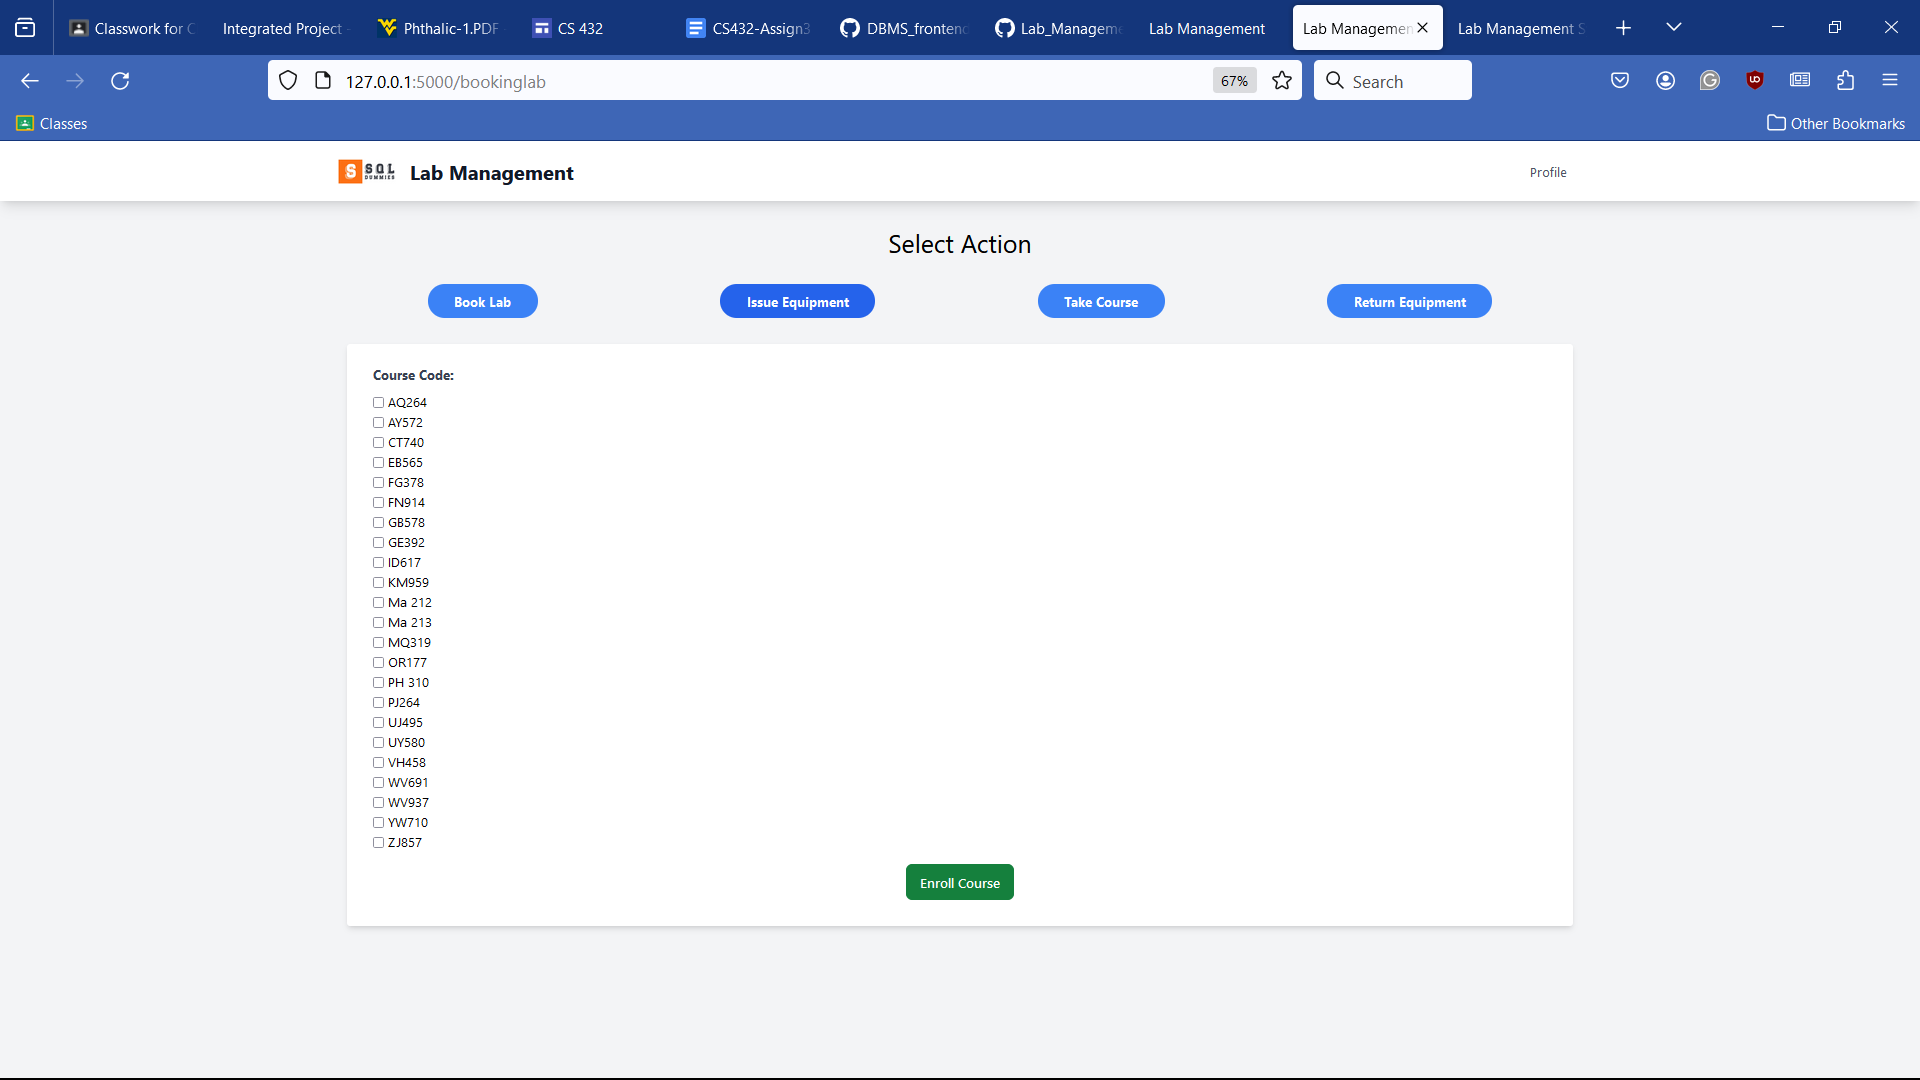 Classwork for C
Integrated Project -
Phthalic-1.PDF
CS 432
CS432-Assign3
DBMS_frontend
Lab_Manageme
Lab Management
Lab Management
Lab Management S
127.0.0.1:5000/bookinglab
67%
Search
Classes
Other Bookmarks
S SQL DUMMIES
Lab Management
Profile
Select Action
Book Lab
Issue Equipment
Take Course
Return Equipment
Course Code:
AQ264
AY572
CT740
EB565
FG378
FN914
GB578
GE392
ID617
KM959
Ma 212
Ma 213
MQ319
OR177
PH 310
PJ264
UJ495
UY580
VH458
WV691
WV937
YW710
ZJ857
Enroll Course